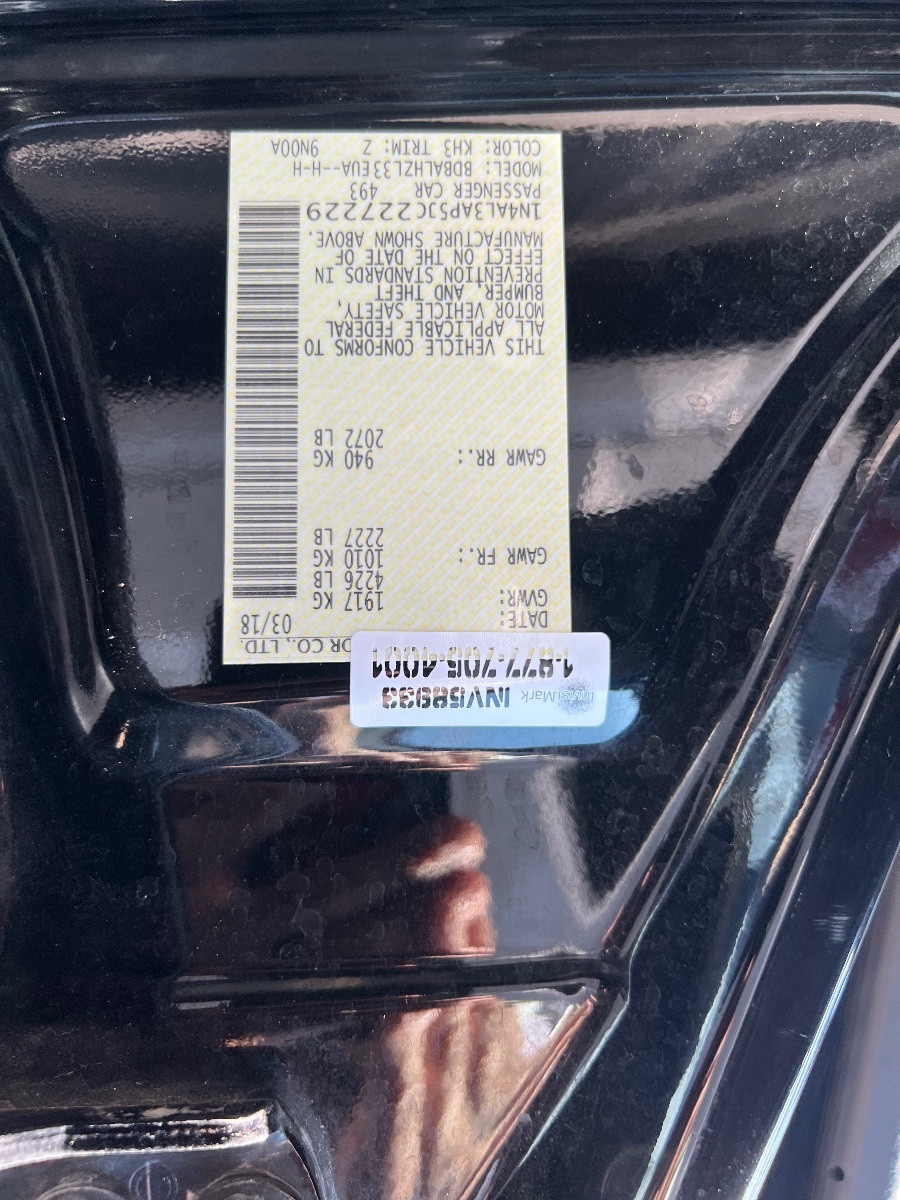 INV58933
InvisiMark
1-877-705-4001
OR CO., LTD.
DATE: 03/18
GVWR: 1917 KG
4226 LB
GAWR FR.: 1010 KG
2227 LB
GAWR RR.: 940 KG
2072 LB
THIS VEHICLE CONFORMS TO
ALL APPLICABLE FEDERAL
MOTOR VEHICLE SAFETY,
BUMPER, AND THEFT
PREVENTION STANDARDS IN
EFFECT ON THE DATE OF
MANUFACTURE SHOWN ABOVE.
1N4AL3AP5JC227229
PASSENGER CAR 493
MODEL: BDBALHZL33EUA--H-H
COLOR: KH3 TRIM: Z 9N00A